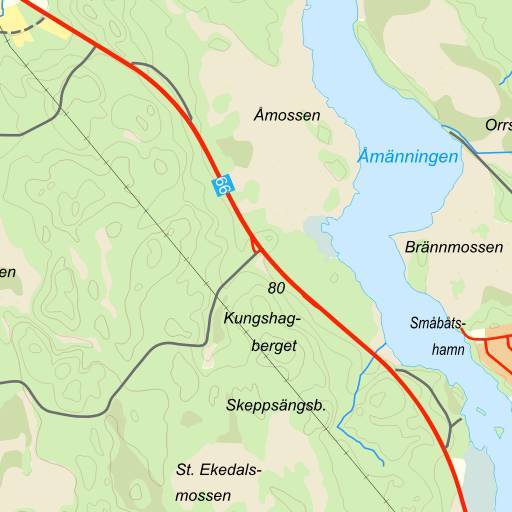 Åmossen
Orrs
Åmänningen
66
Brännmossen
en
80
Kungshag-
berget
Småbåts-
hamn
Skeppsängsb.
St. Ekedals-
mossen